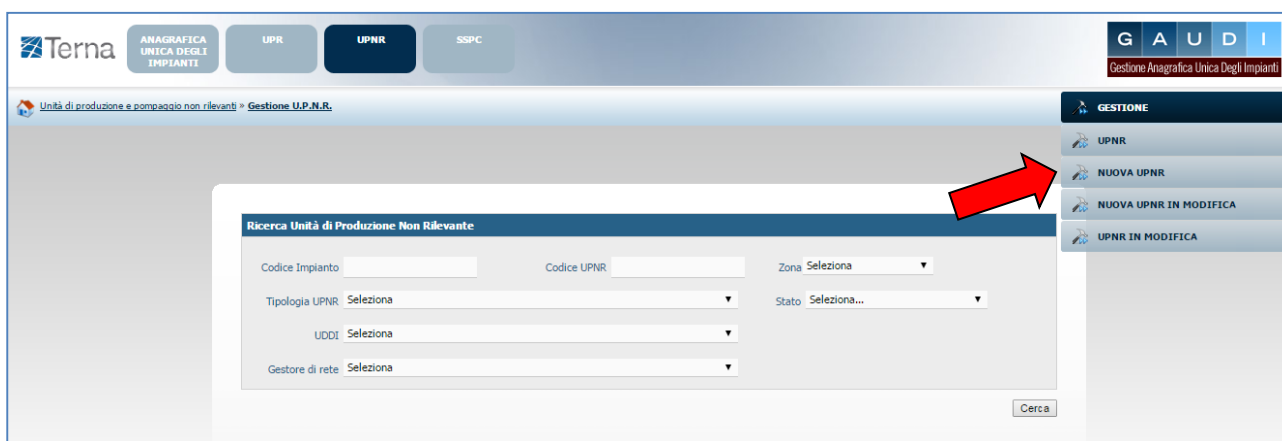 Terna
ANAGRAFICA
UNICA DEGLI
IMPIANTI
UPR
UPNR
SSPC
G A U D I
Gestione Anagrafica Unica Degli Impianti
Unità di produzione e pompaggio non rilevanti » Gestione U.P.N.R.
GESTIONE
UPNR
NUOVA UPNR
NUOVA UPNR IN MODIFICA
UPNR IN MODIFICA
Ricerca Unità di Produzione Non Rilevante
Codice Impianto
Codice UPNR
Zona Seleziona
Tipologia UPNR Seleziona
Stato Seleziona...
UDDI Seleziona
Gestore di rete Seleziona
Cerca